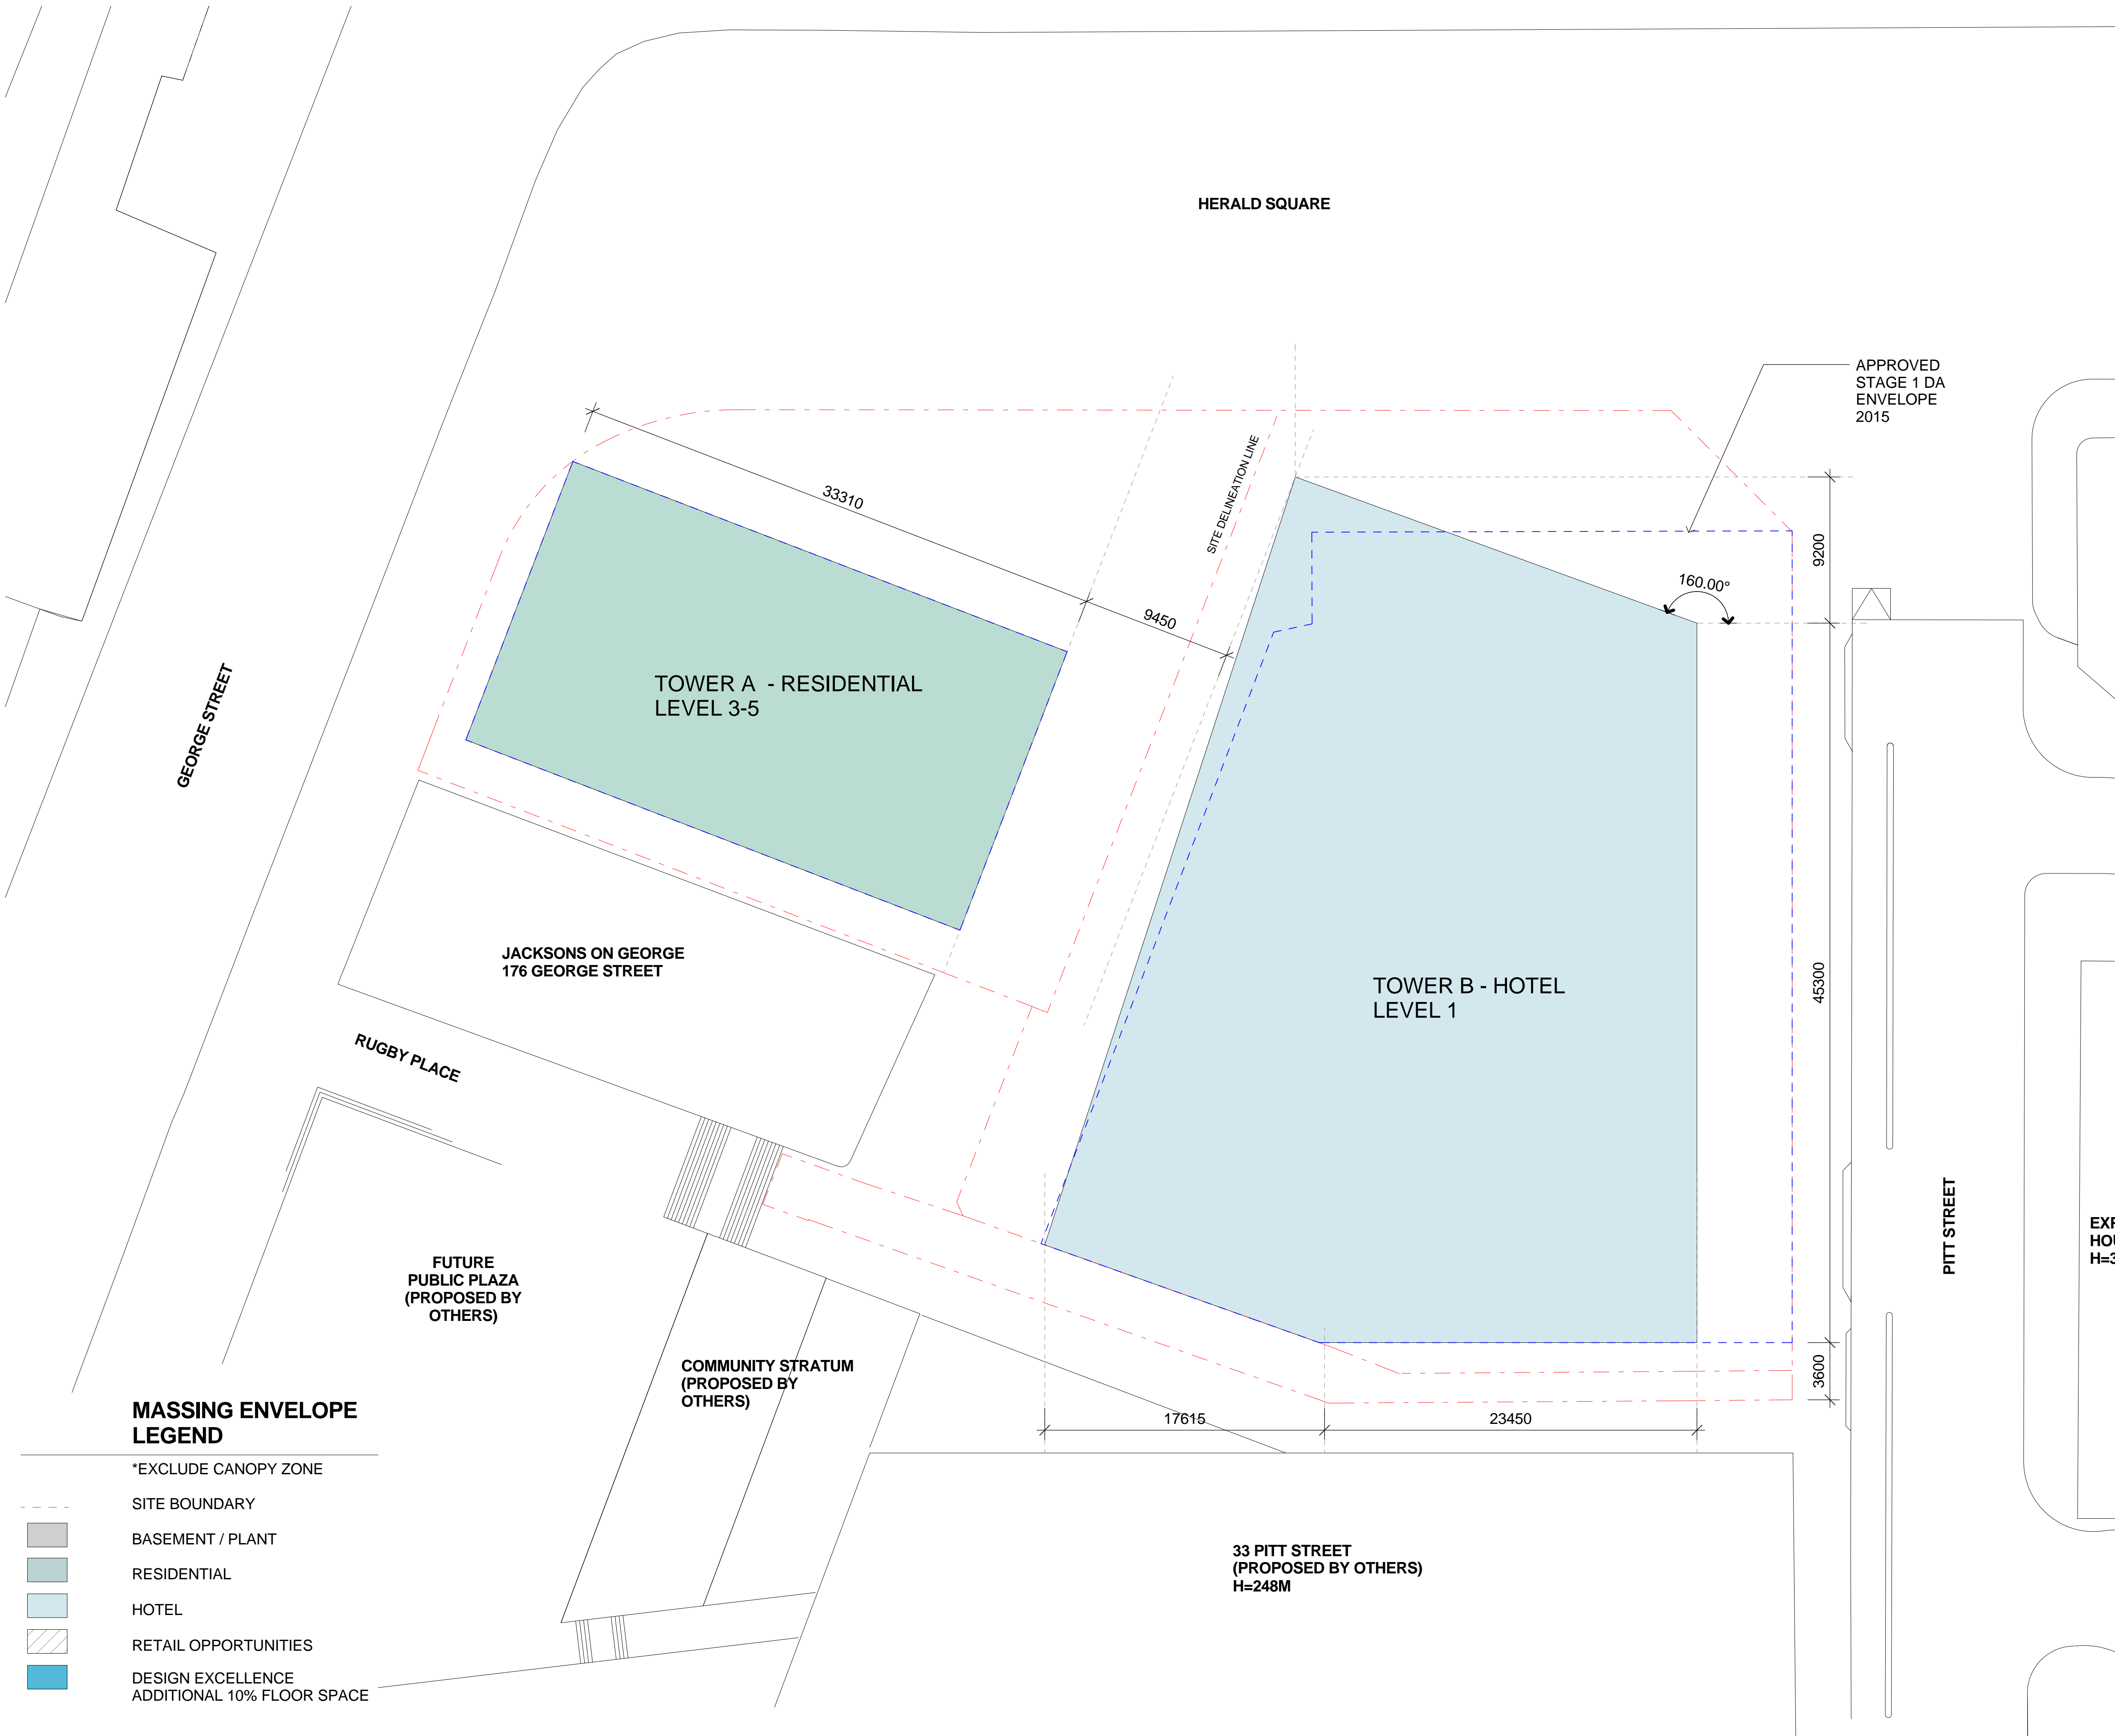 HERALD SQUARE
APPROVED
STAGE 1 DA
ENVELOPE
2015
33310
SITE DELINEATION LINE
9200
160.00°
9450
TOWER A - RESIDENTIAL
LEVEL 3-5
GEORGE STREET
JACKSONS ON GEORGE
176 GEORGE STREET
TOWER B - HOTEL
LEVEL 1
45300
RUGBY PLACE
PITT STREET
EXP
HOU
H=3
FUTURE
PUBLIC PLAZA
(PROPOSED BY
OTHERS)
COMMUNITY STRATUM
(PROPOSED BY
OTHERS)
3600
17615
23450
33 PITT STREET
(PROPOSED BY OTHERS)
H=248M
MASSING ENVELOPE
LEGEND
*EXCLUDE CANOPY ZONE
SITE BOUNDARY
BASEMENT / PLANT
RESIDENTIAL
HOTEL
RETAIL OPPORTUNITIES
DESIGN EXCELLENCE
ADDITIONAL 10% FLOOR SPACE